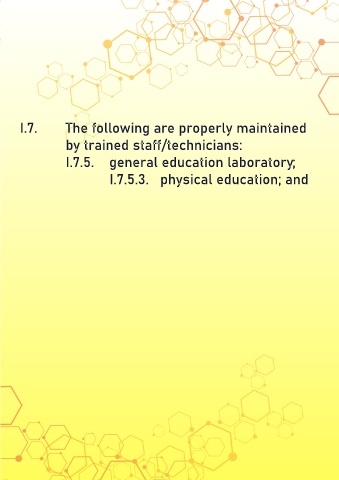 I.7. The following are properly maintained
by trained staff/technicians:
I.7.5. general education laboratory;
I.7.5.3. physical education; and